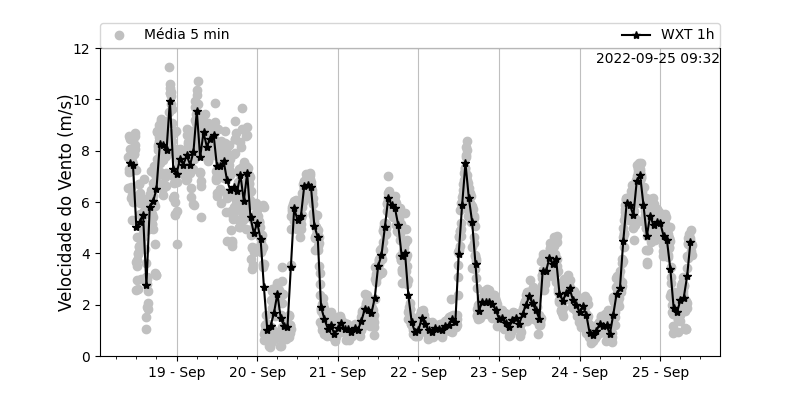 Média 5 min WXT 1h
2022-09-25 09:32
Velocidade do Vento (m/s)
12
10
8
6
4
2
0
19 - Sep 20 - Sep 21 - Sep 22 - Sep 23 - Sep 24 - Sep 25 - Sep